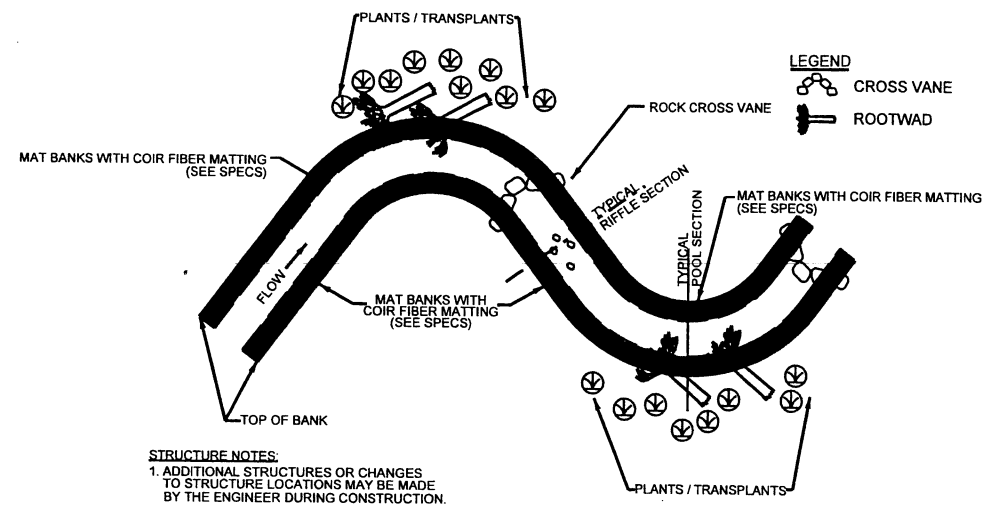 PLANTS / TRANSPLANTS
LEGEND
CROSS VANE
ROOTWAD
ROCK CROSS VANE
MAT BANKS WITH COIR FIBER MATTING
(SEE SPECS)
TYPICAL
RIFFLE SECTION
MAT BANKS WITH COIR FIBER MATTING
(SEE SPECS)
TYPICAL
POOL SECTION
FLOW
MAT BANKS WITH
COIR FIBER MATTING
(SEE SPECS)
TOP OF BANK
STRUCTURE NOTES:
1. ADDITIONAL STRUCTURES OR CHANGES
TO STRUCTURE LOCATIONS MAY BE MADE
BY THE ENGINEER DURING CONSTRUCTION.
PLANTS / TRANSPLANTS